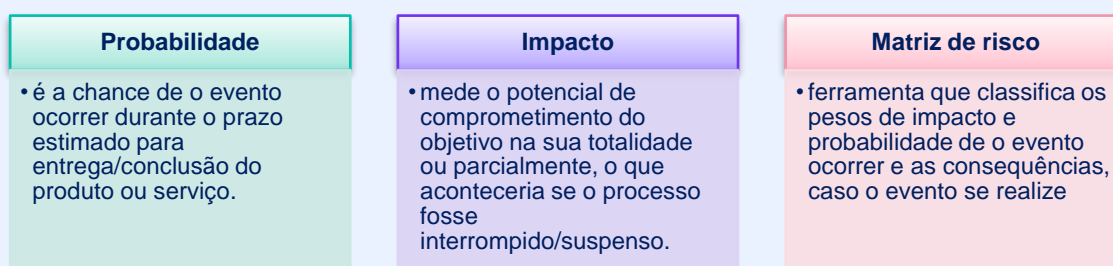 Probabilidade
• é a chance de o evento
ocorrer durante o prazo
estimado para
entrega/conclusão do
produto ou serviço.
Impacto
• mede o potencial de
comprometimento do
objetivo na sua totalidade
ou parcialmente, o que
aconteceria se o processo
fosse
interrompido/suspenso.
Matriz de risco
• ferramenta que classifica os
pesos de impacto e
probabilidade de o evento
ocorrer e as consequências,
caso o evento se realize